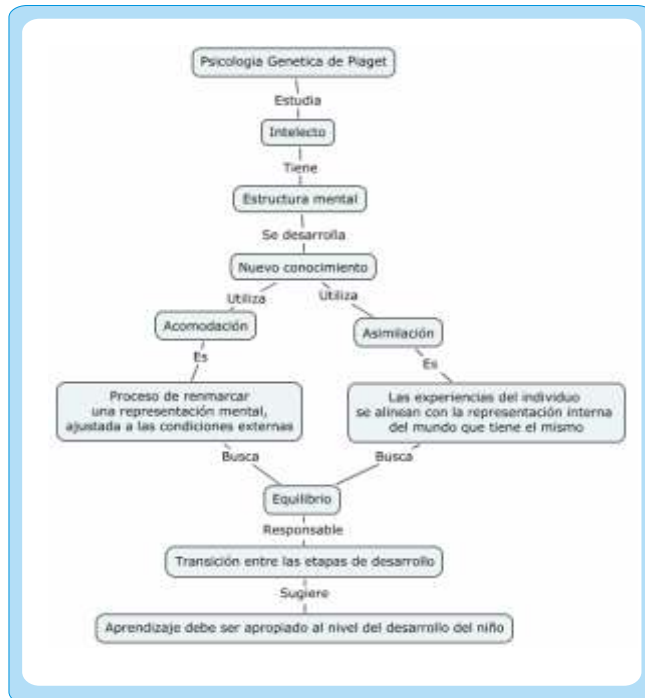 Psicologia Genetica de Piaget
Estudia
Intelecto
Tiene
Estructura mental
Se desarrolla
Nuevo conocimiento
Utiliza
Utiliza
Acomodación
Asimilación
Es
Es
Proceso de renmarcar
una representación mental,
ajustada a las condiciones externas
Las experiencias del individuo
se alinean con la representación interna
del mundo que tiene el mismo
Busca
Busca
Equilibrio
Responsable
Transición entre las etapas de desarrollo
Sugiere
Aprendizaje debe ser apropiado al nivel del desarrollo del niño